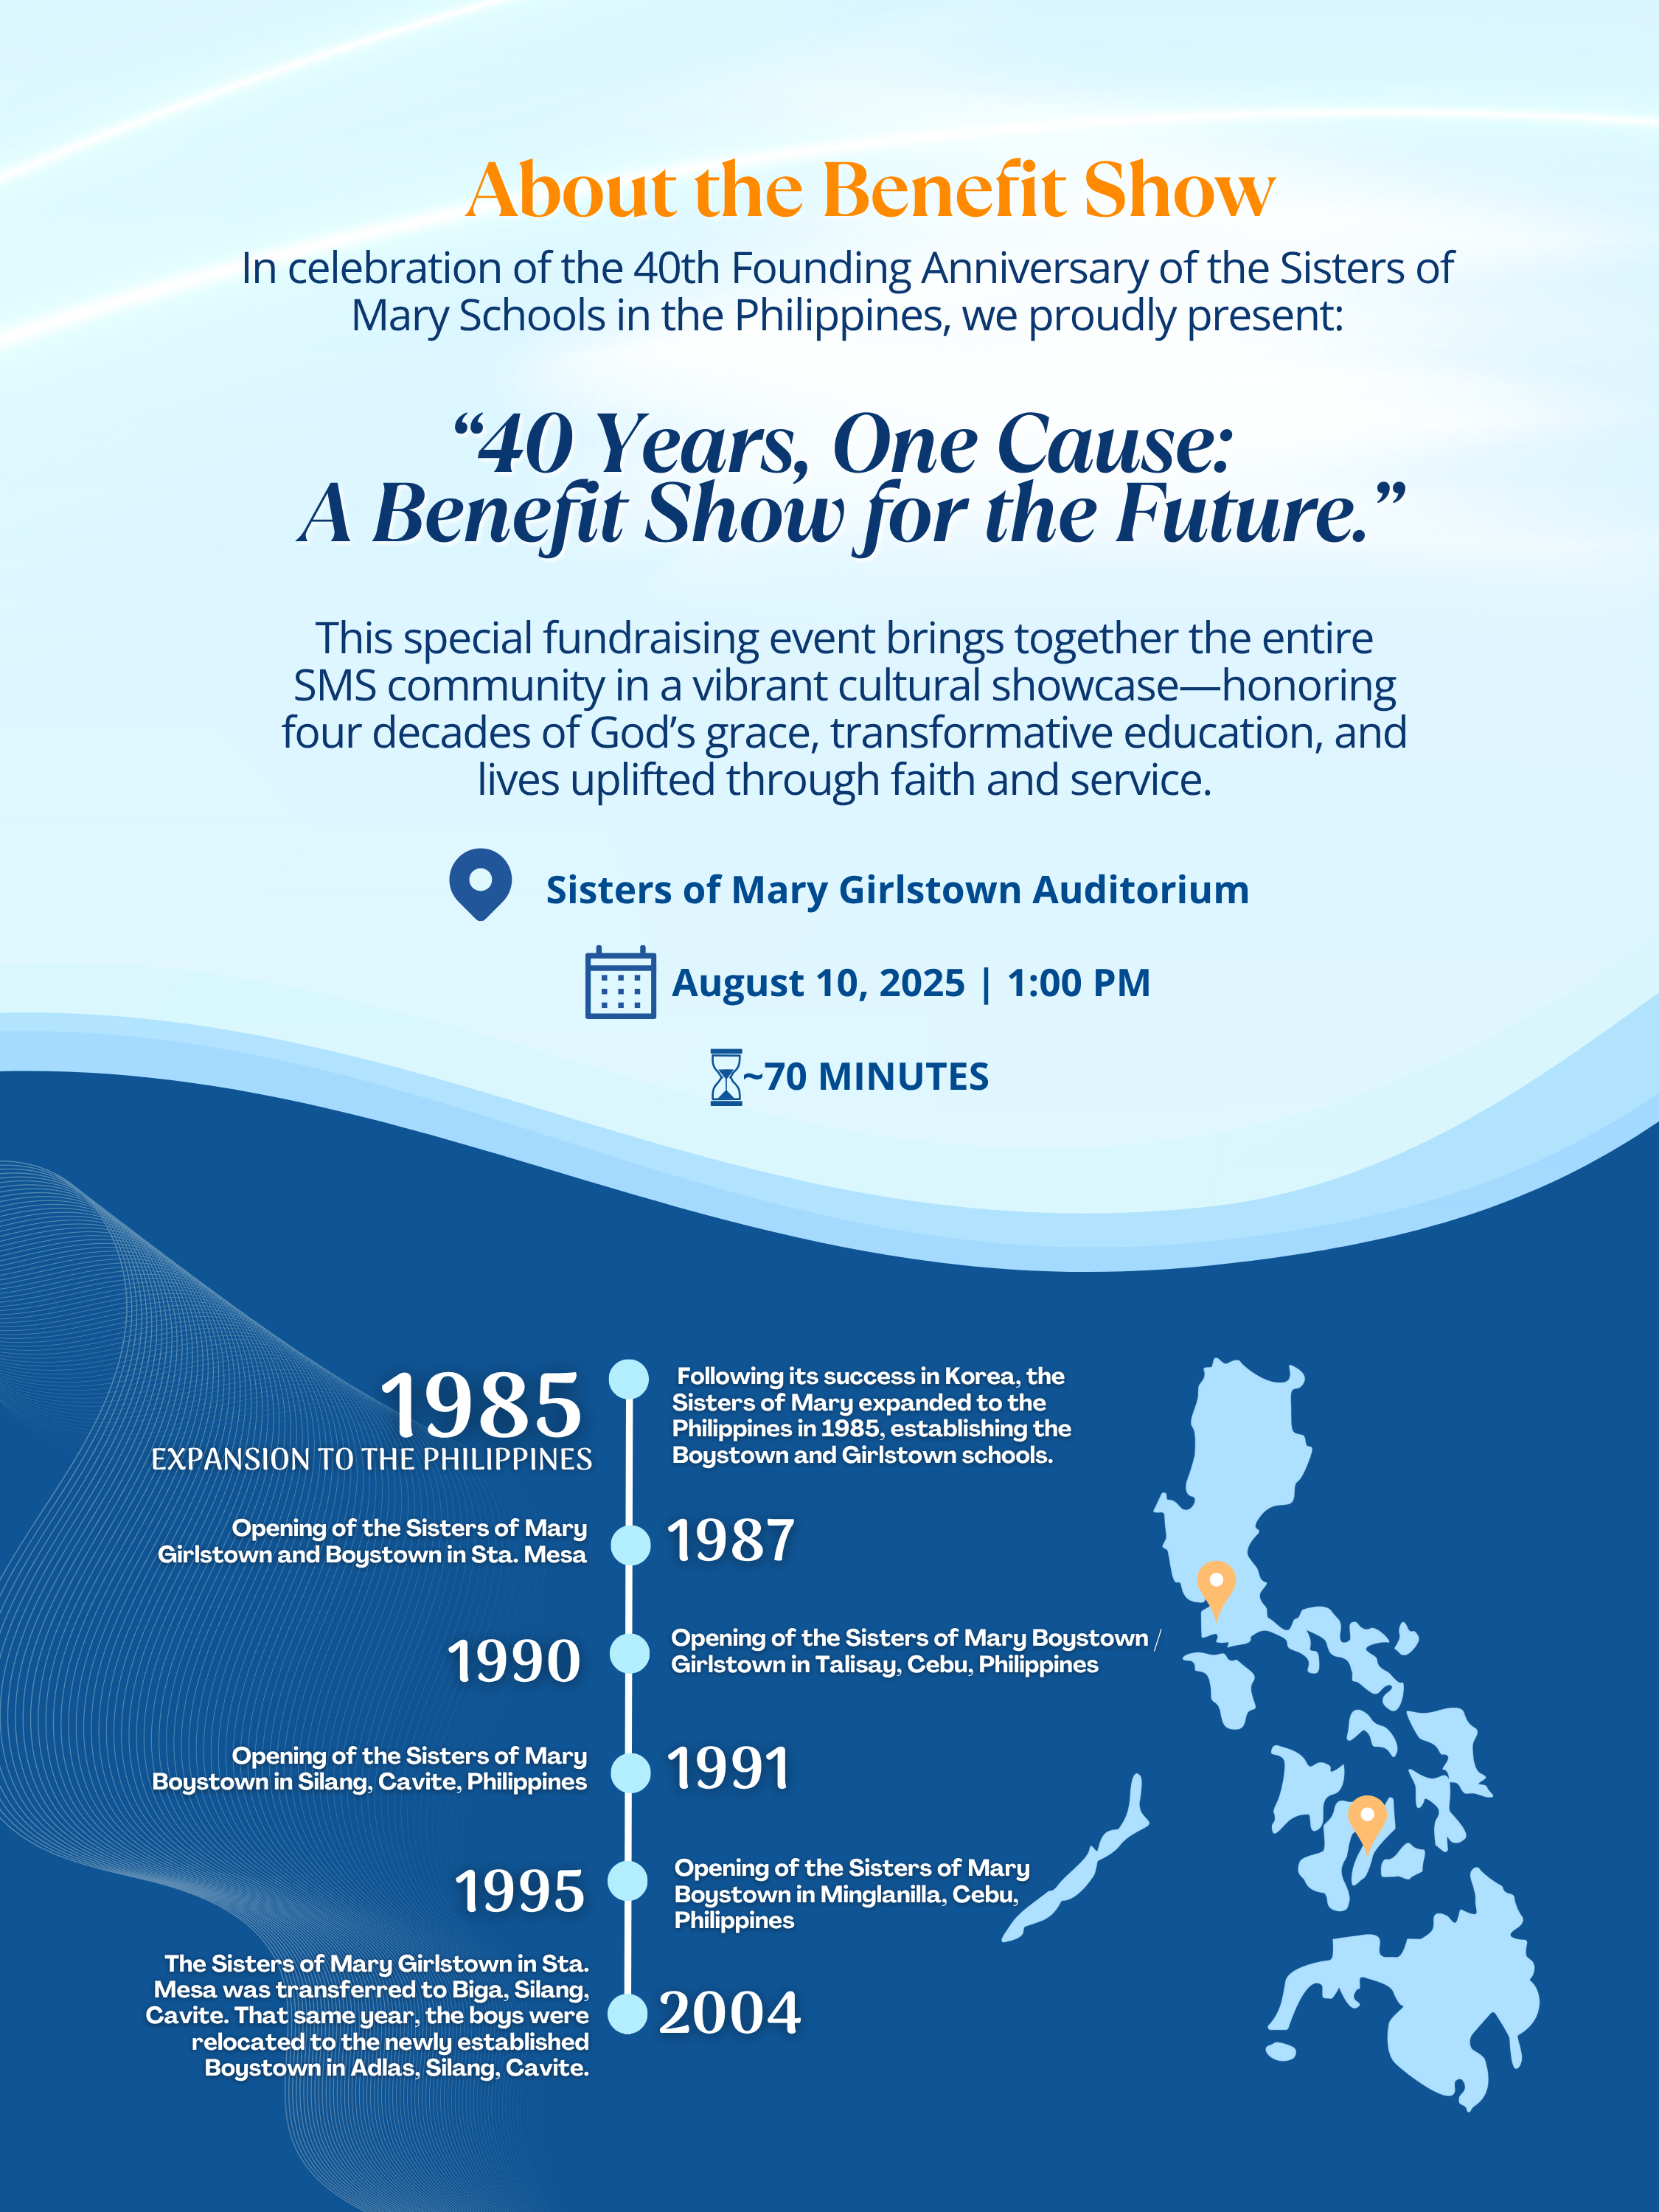 About the Benefit Show
In celebration of the 40th Founding Anniversary of the Sisters of
Mary Schools in the Philippines, we proudly present:
“40 Years, One Cause:
A Benefit Show for the Future.”
This special fundraising event brings together the entire
SMS community in a vibrant cultural showcase—honoring
four decades of God’s grace, transformative education, and
lives uplifted through faith and service.
Sisters of Mary Girlstown Auditorium
August 10, 2025 | 1:00 PM
~70 MINUTES
1985
EXPANSION TO THE PHILIPPINES
Following its success in Korea, the
Sisters of Mary expanded to the
Philippines in 1985, establishing the
Boystown and Girlstown schools.
1987
Opening of the Sisters of Mary
Girlstown and Boystown in Sta. Mesa
1990
Opening of the Sisters of Mary Boystown /
Girlstown in Talisay, Cebu, Philippines
1991
Opening of the Sisters of Mary
Boystown in Silang, Cavite, Philippines
1995
Opening of the Sisters of Mary
Boystown in Minglanilla, Cebu,
Philippines
2004
The Sisters of Mary Girlstown in Sta.
Mesa was transferred to Biga, Silang,
Cavite. That same year, the boys were
relocated to the newly established
Boystown in Adlas, Silang, Cavite.